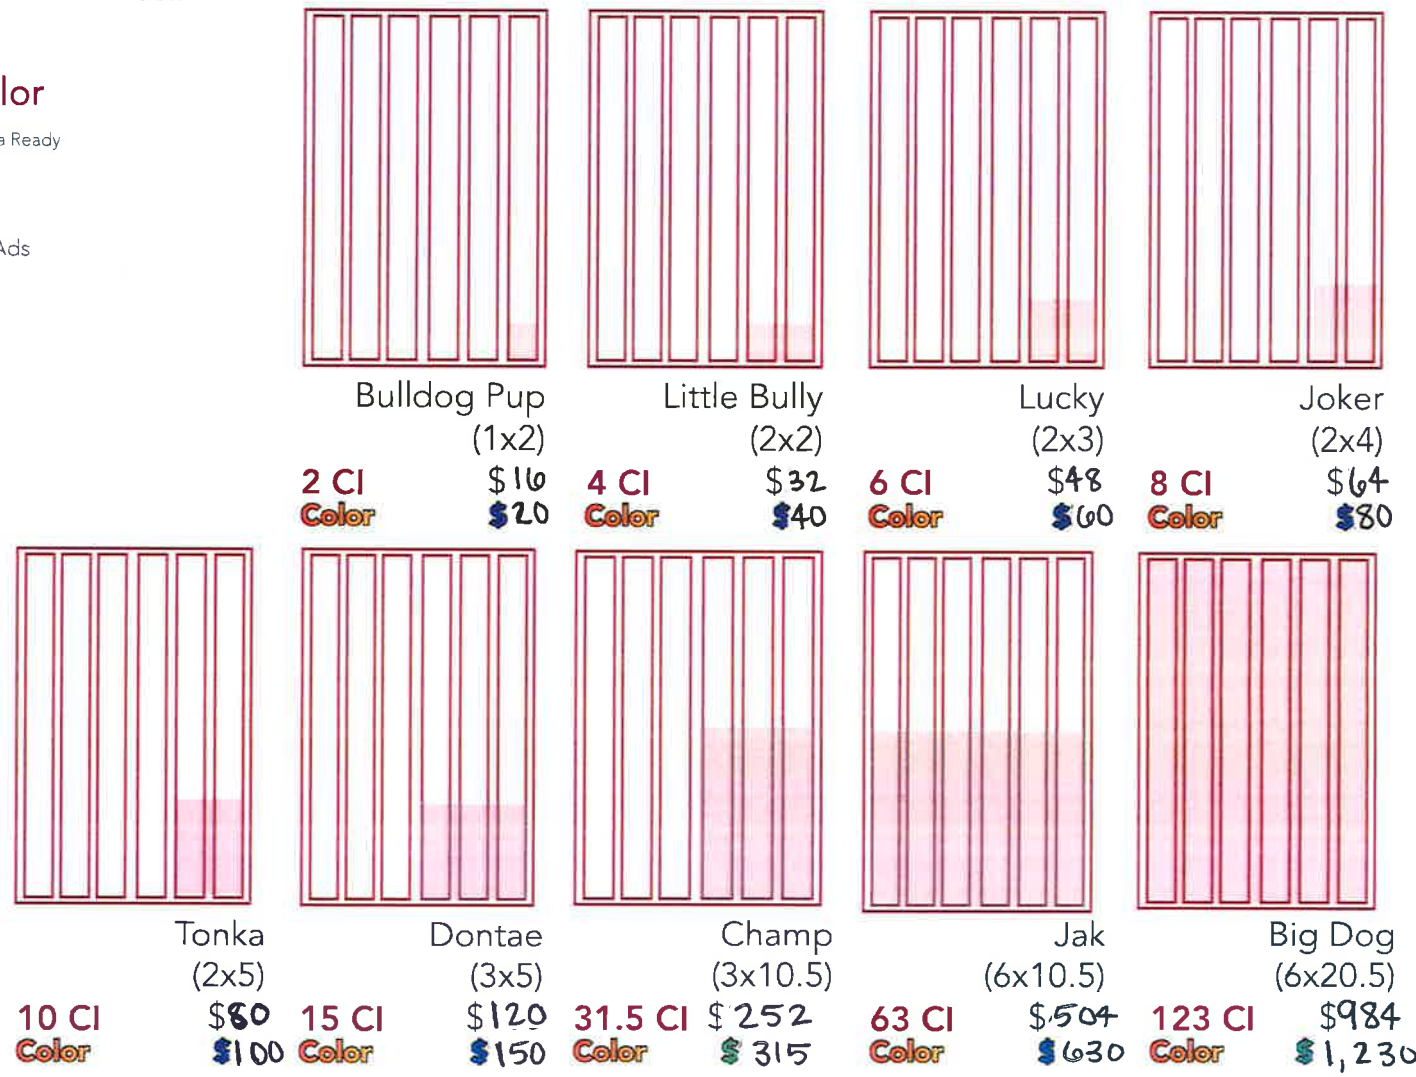 lor
a Ready
Ads
Bulldog Pup
(1x2)
2 CI $16
Color $20
Little Bully
(2x2)
4 CI $32
Color $40
Lucky
(2x3)
6 CI $48
Color $60
Joker
(2x4)
8 CI $64
Color $80
Tonka
(2x5)
10 CI $80
Color $100
Dontae
(3x5)
15 CI $120
Color $150
Champ
(3x10.5)
31.5 CI $252
Color $315
Jak
(6x10.5)
63 CI $504
Color $630
Big Dog
(6x20.5)
123 CI $984
Color $1,230